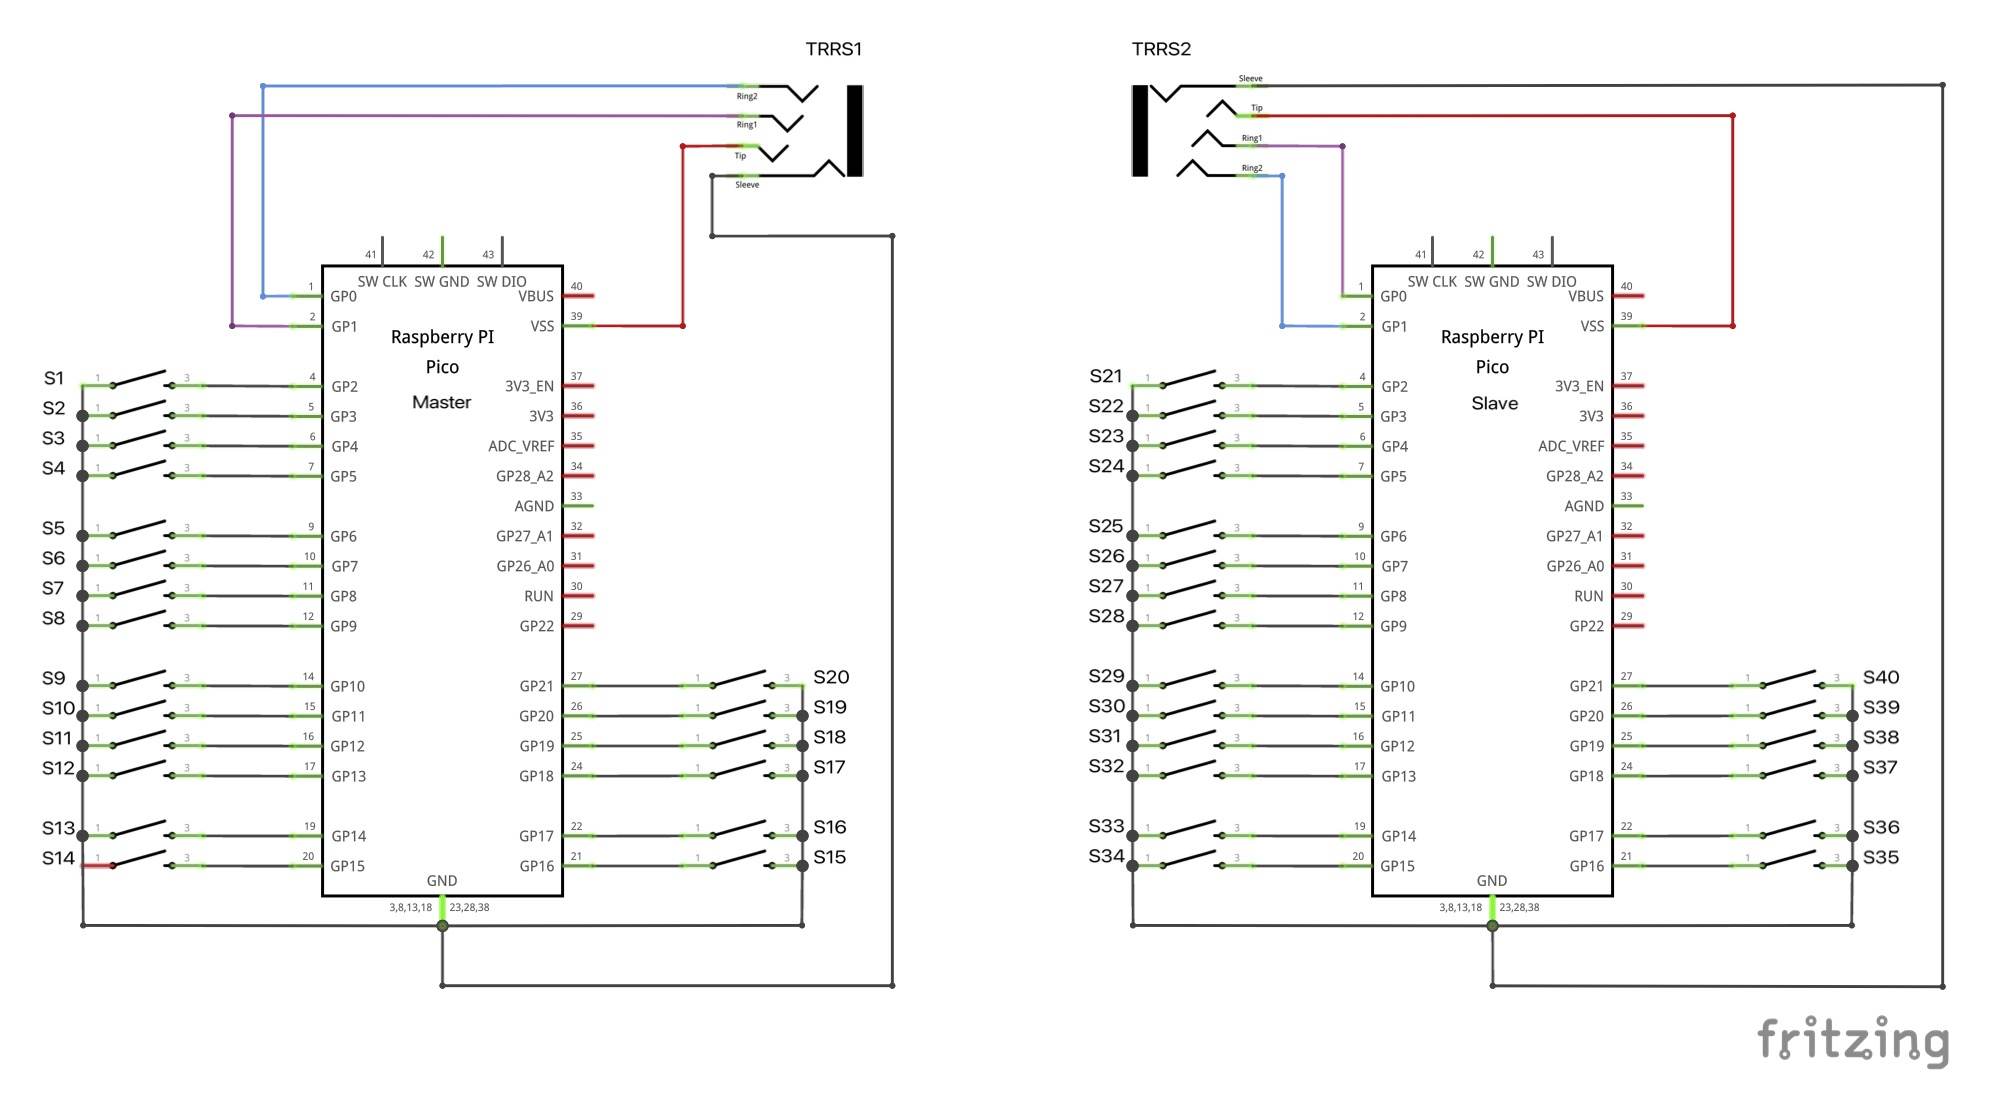 TRRS1
Ring2
Ring1
Tip
Sleeve
41 42 43
SW CLK SW GND SW DIO
1 GP0 VBUS 40
2 GP1 VSS 39
Raspberry PI
Pico
Master
S1 1 3 4 GP2 3V3_EN 37
S2 1 3 5 GP3 3V3 36
S3 1 3 6 GP4 ADC_VREF 35
S4 1 3 7 GP5 GP28_A2 34
AGND 33
S5 1 3 9 GP6 GP27_A1 32
S6 1 3 10 GP7 GP26_A0 31
S7 1 3 11 GP8 RUN 30
S8 1 3 12 GP9 GP22 29
S9 1 3 14 GP10 GP21 27 1 3 S20
S10 1 3 15 GP11 GP20 26 1 3 S19
S11 1 3 16 GP12 GP19 25 1 3 S18
S12 1 3 17 GP13 GP18 24 1 3 S17
S13 1 3 19 GP14 GP17 22 1 3 S16
S14 1 3 20 GP15 GP16 21 1 3 S15
GND
3,8,13,18 23,28,38
TRRS2
Sleeve
Tip
Ring1
Ring2
41 42 43
SW CLK SW GND SW DIO
1 GP0 VBUS 40
2 GP1 VSS 39
Raspberry PI
Pico
Slave
S21 1 3 4 GP2 3V3_EN 37
S22 1 3 5 GP3 3V3 36
S23 1 3 6 GP4 ADC_VREF 35
S24 1 3 7 GP5 GP28_A2 34
AGND 33
S25 1 3 9 GP6 GP27_A1 32
S26 1 3 10 GP7 GP26_A0 31
S27 1 3 11 GP8 RUN 30
S28 1 3 12 GP9 GP22 29
S29 1 3 14 GP10 GP21 27 1 3 S40
S30 1 3 15 GP11 GP20 26 1 3 S39
S31 1 3 16 GP12 GP19 25 1 3 S38
S32 1 3 17 GP13 GP18 24 1 3 S37
S33 1 3 19 GP14 GP17 22 1 3 S36
S34 1 3 20 GP15 GP16 21 1 3 S35
GND
3,8,13,18 23,28,38
fritzing